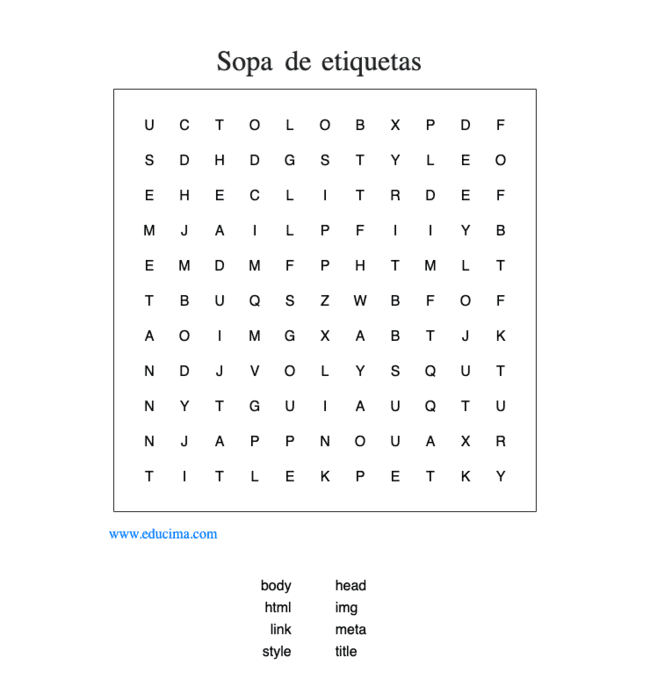 Sopa de etiquetas
U C T O L O B X P D F
S D H D G S T Y L E O
E H E C L I T R D E F
M J A I L P F I I Y B
E M D M F P H T M L T
T B U Q S Z W B F O F
A O I M G X A B T J K
N D J V O L Y S Q U T
N Y T G U I A U Q T U
N J A P P N O U A X R
T I T L E K P E T K Y
www.educima.com
body head
html img
link meta
style title